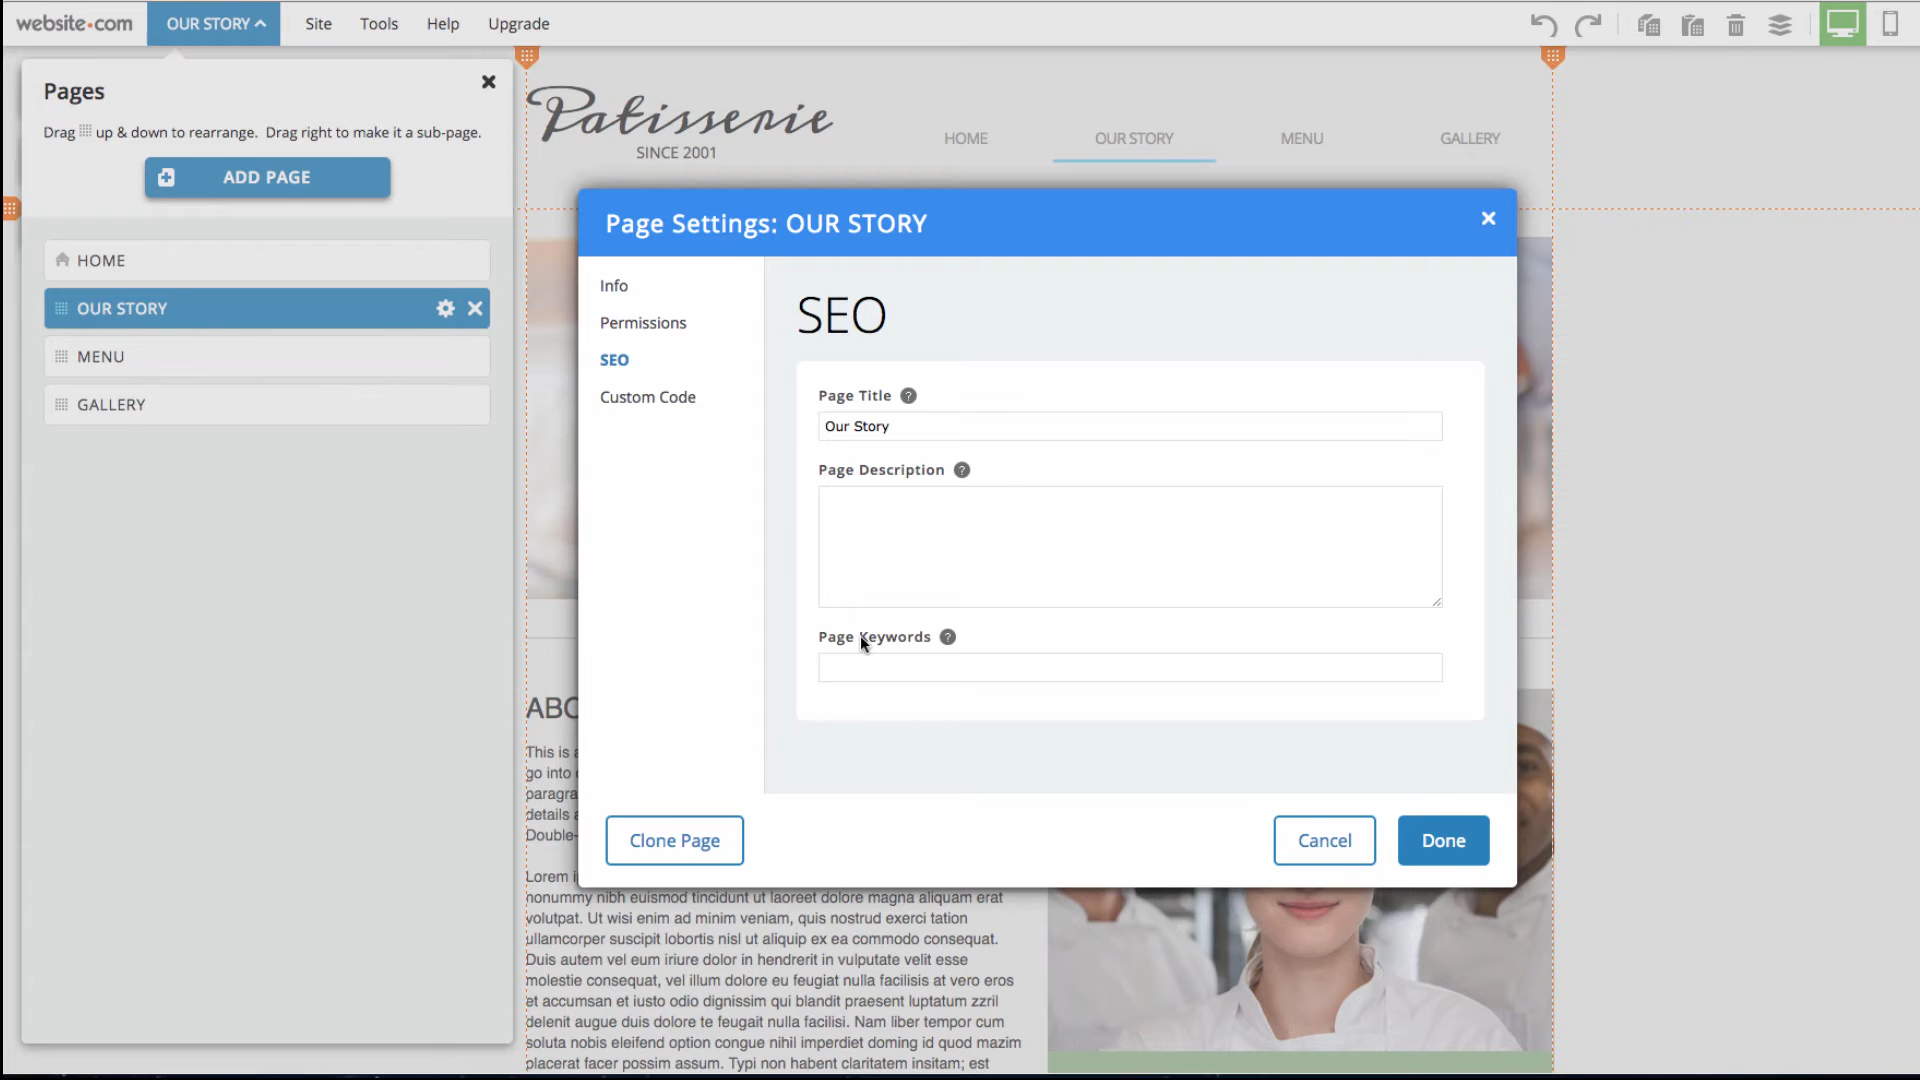 website.com
OUR STORY
Site
Tools
Help
Upgrade
Pages
Drag up & down to rearrange. Drag right to make it a sub-page.
ADD PAGE
HOME
OUR STORY
MENU
GALLERY
Patisserie
SINCE 2001
HOME
OUR STORY
MENU
GALLERY
Page Settings: OUR STORY
Info
Permissions
SEO
Custom Code
SEO
Page Title ?
Our Story
Page Description ?
Page Keywords ?
Clone Page
Cancel
Done
This is
go into
details
Double-
Lorem
nonummy nibh euismod tincidunt ut laoreet dolore magna aliquam erat
volutpat. Ut wisi enim ad minim veniam, quis nostrud exerci tation
ullamcorper suscipit lobortis nisl ut aliquip ex ea commodo consequat.
Duis autem vel eum iriure dolor in hendrerit in vulputate velit esse
molestie consequat, vel illum dolore eu feugiat nulla facilisis at vero eros
et accumsan et iusto odio dignissim qui blandit praesent luptatum zzril
delenit augue duis dolore te feugait nulla facilisi. Nam liber tempor cum
soluta nobis eleifend option congue nihil imperdiet doming id quod mazim
placerat facer possim assum. Typi non habent claritatem insitam; est